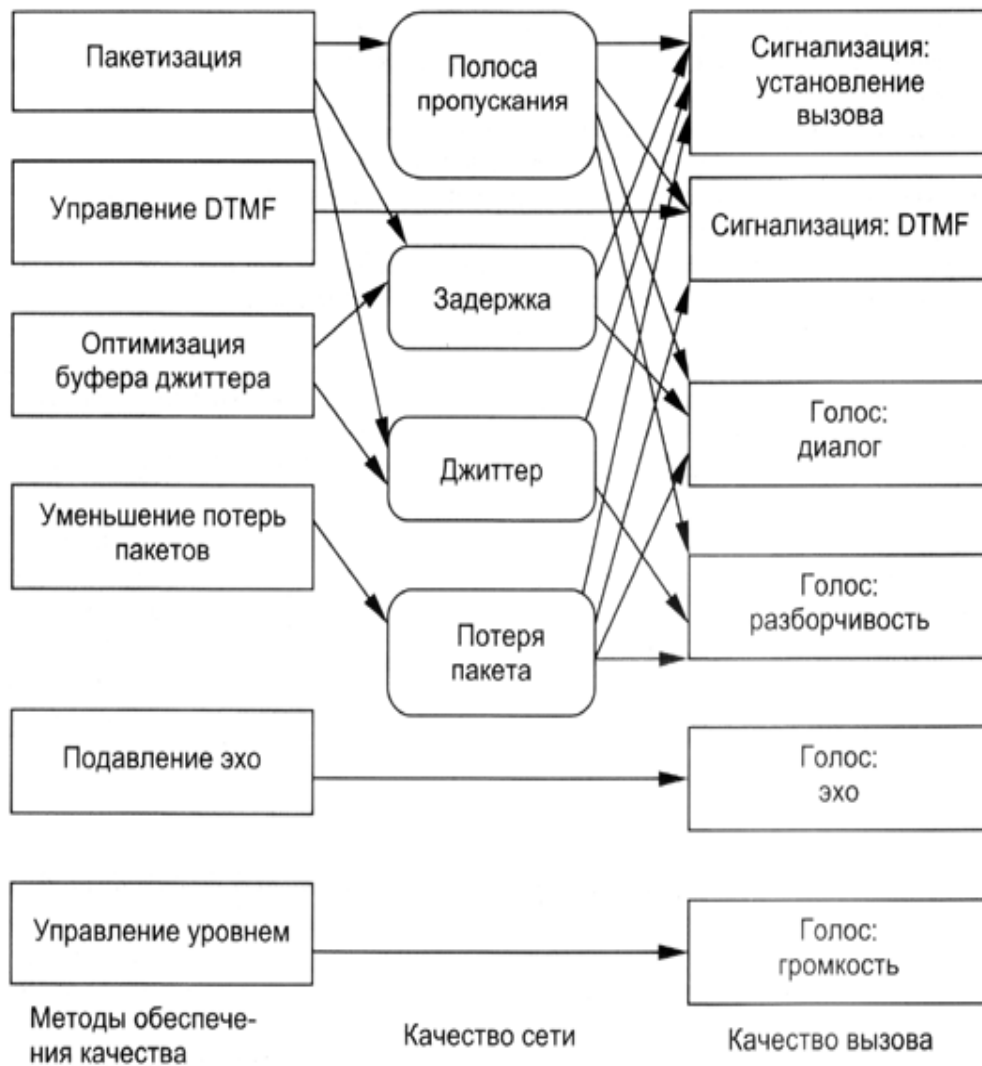 Пакетизация
Управление DTMF
Оптимизация
буфера джиттера
Уменьшение потерь
пакетов
Подавление эхо
Управление уровнем
Методы обеспече-
ния качества
Полоса
пропускания
Задержка
Джиттер
Потеря
пакета
Качество сети
Сигнализация:
установление
вызова
Сигнализация: DTMF
Голос:
диалог
Голос:
разборчивость
Голос:
эхо
Голос:
громкость
Качество вызова